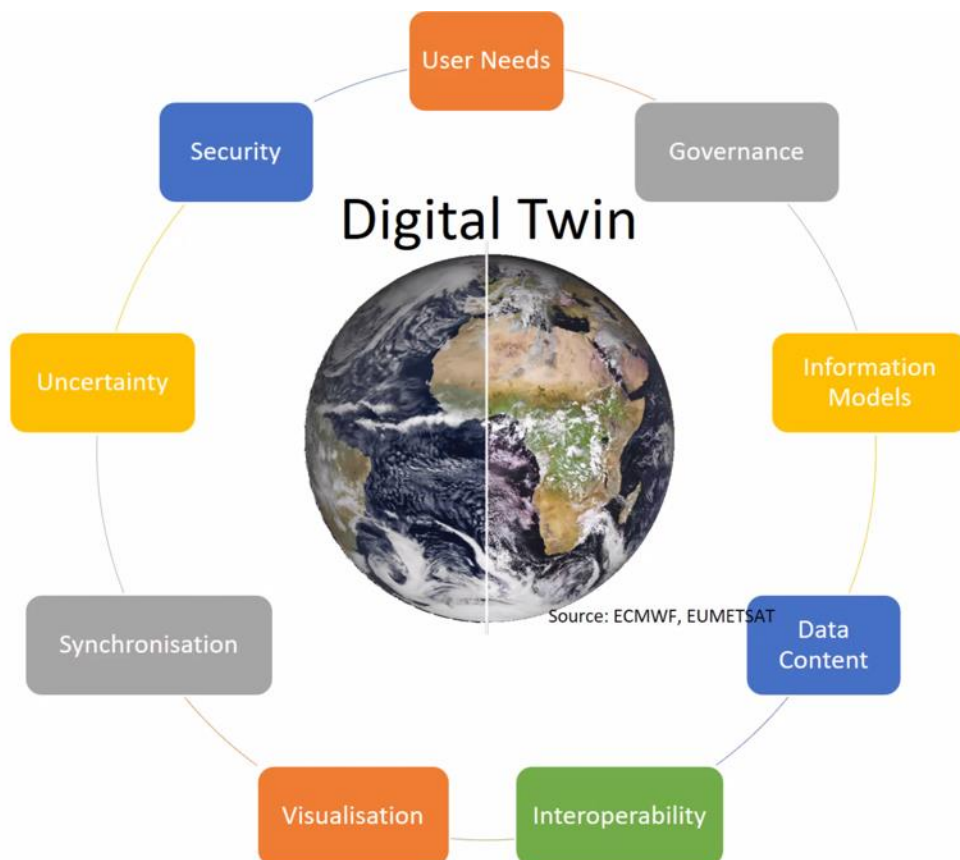 User Needs
Security
Governance
Digital Twin
Uncertainty
Information
Models
Source: ECMWF, EUMETSAT
Synchronisation
Data
Content
Visualisation
Interoperability